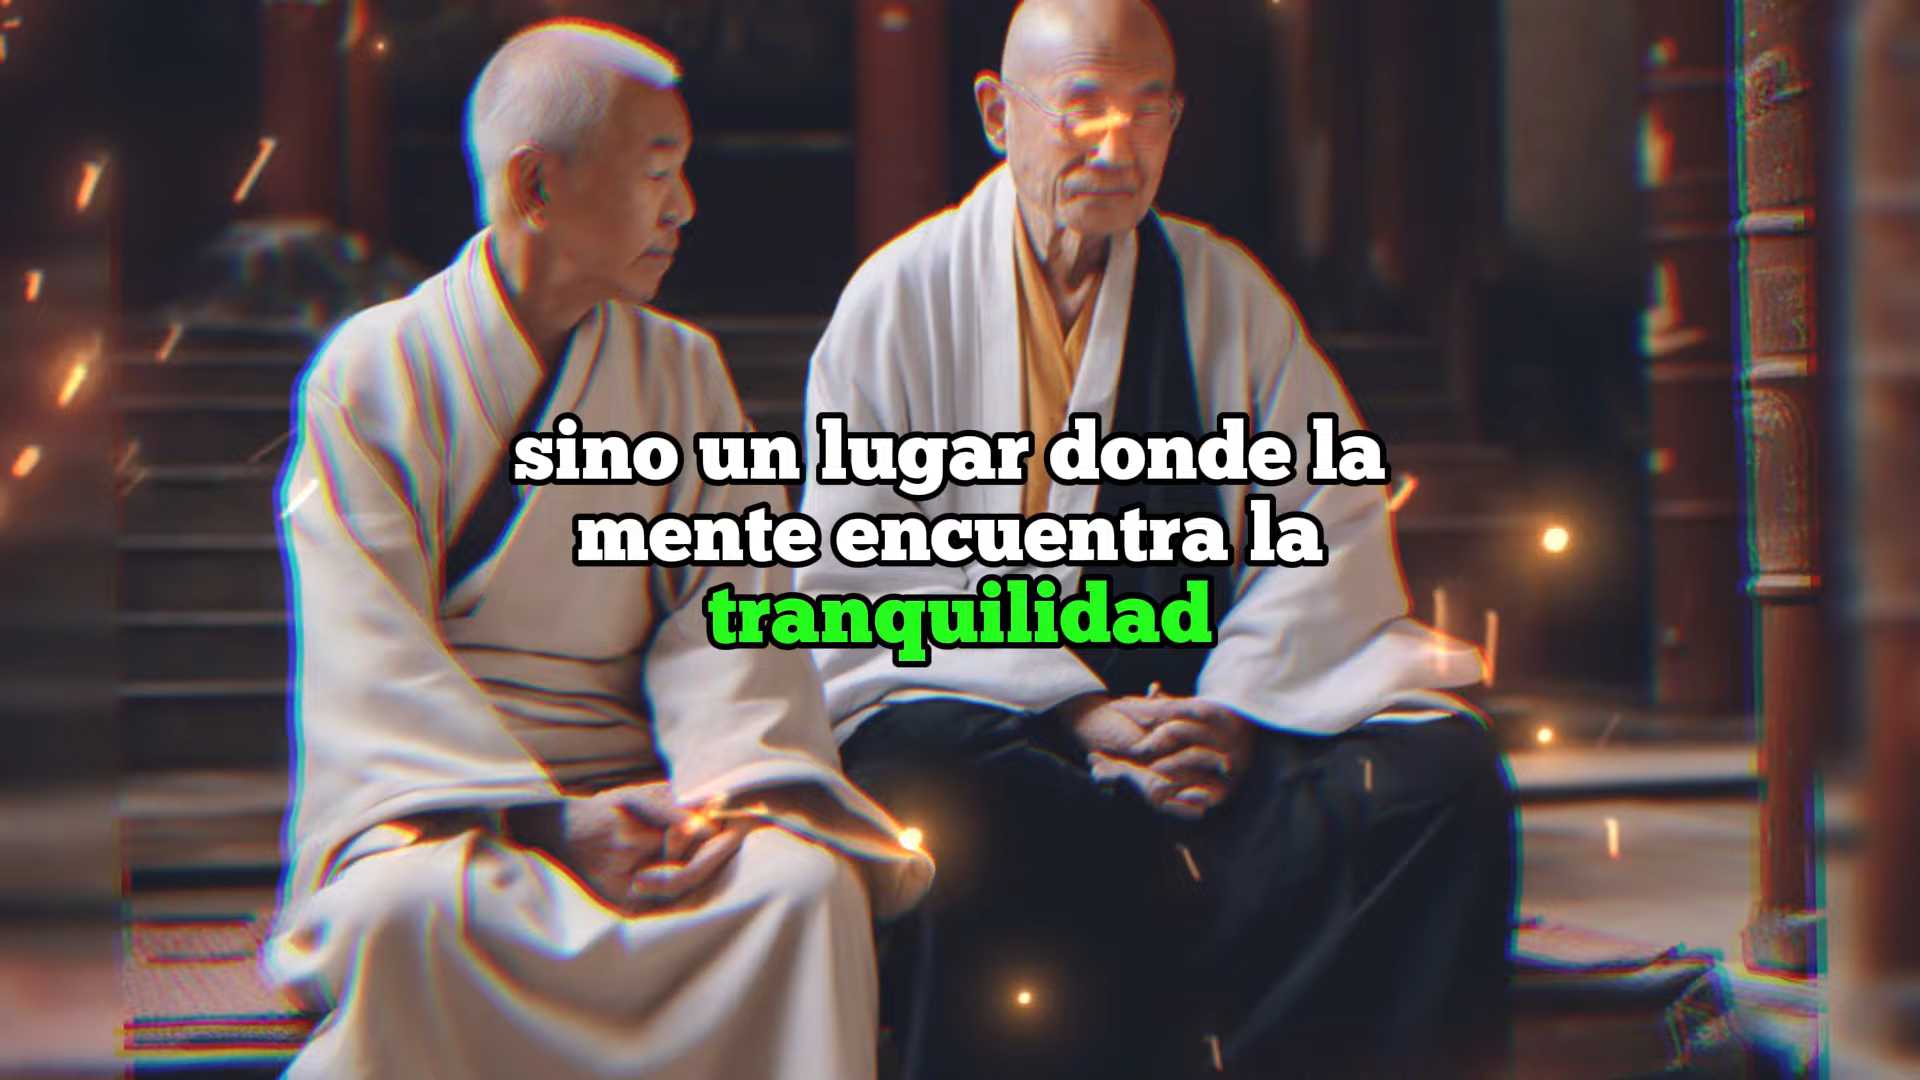 sino un lugar donde la
mente encuentra la
tranquilidad